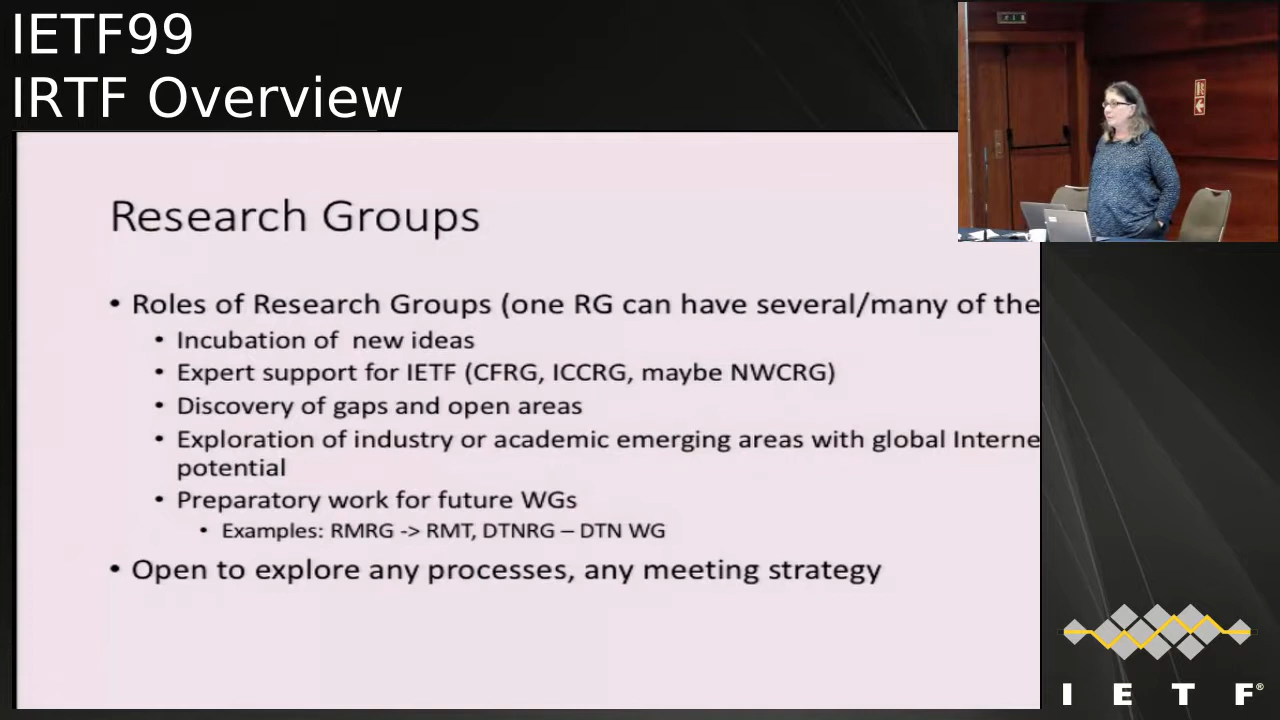 IETF99
IRTF Overview
Research Groups
• Roles of Research Groups (one RG can have several/many of the
• Incubation of  new ideas
• Expert support for IETF (CFRG, ICCRG, maybe NWCRG)
• Discovery of gaps and open areas
• Exploration of industry or academic emerging areas with global Interne
potential
• Preparatory work for future WGs
• Examples: RMRG -> RMT, DTNRG – DTN WG
• Open to explore any processes, any meeting strategy
I E T F®